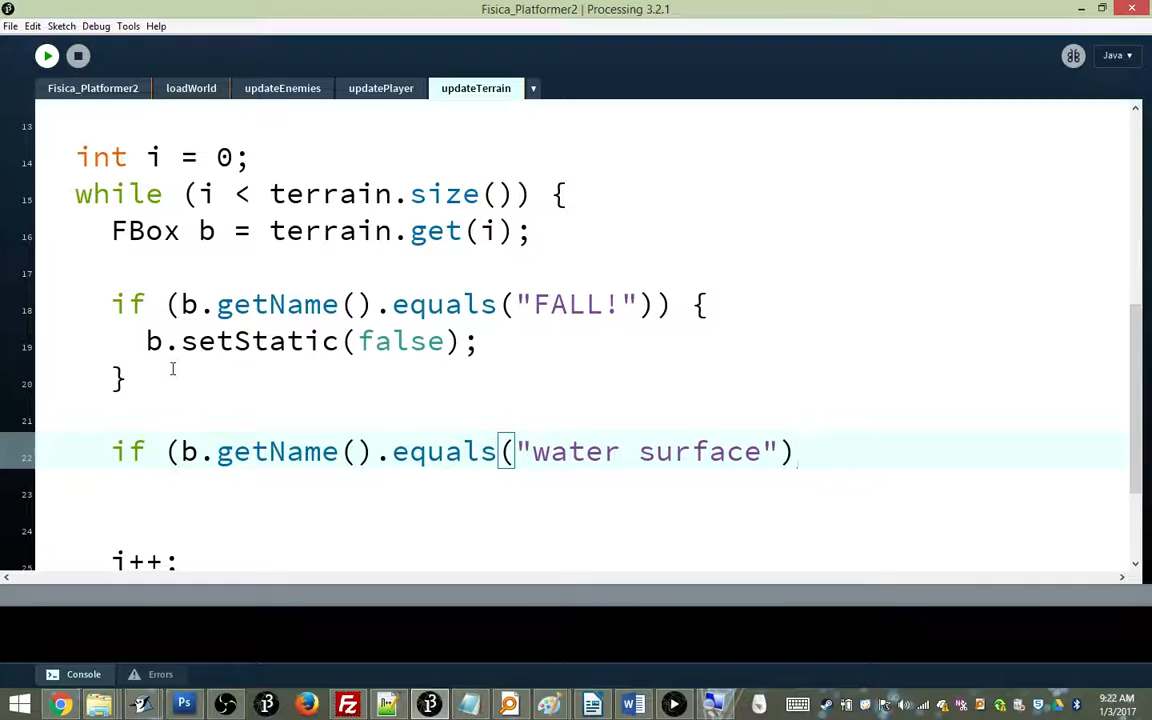 Fisica_Platformer2 | Processing 3.2.1
File Edit Sketch Debug Tools Help
Java ▾
Fisica_Platformer2 loadWorld updateEnemies updatePlayer updateTerrain
13
14 int i = 0;
15 while (i < terrain.size()) {
16 FBox b = terrain.get(i);
17
18 if (b.getName().equals("FALL!")) {
19 b.setStatic(false);
20 }
21
22 if (b.getName().equals("water surface")
23
24
25 i++;
Console Errors
9:22 AM
1/3/2017